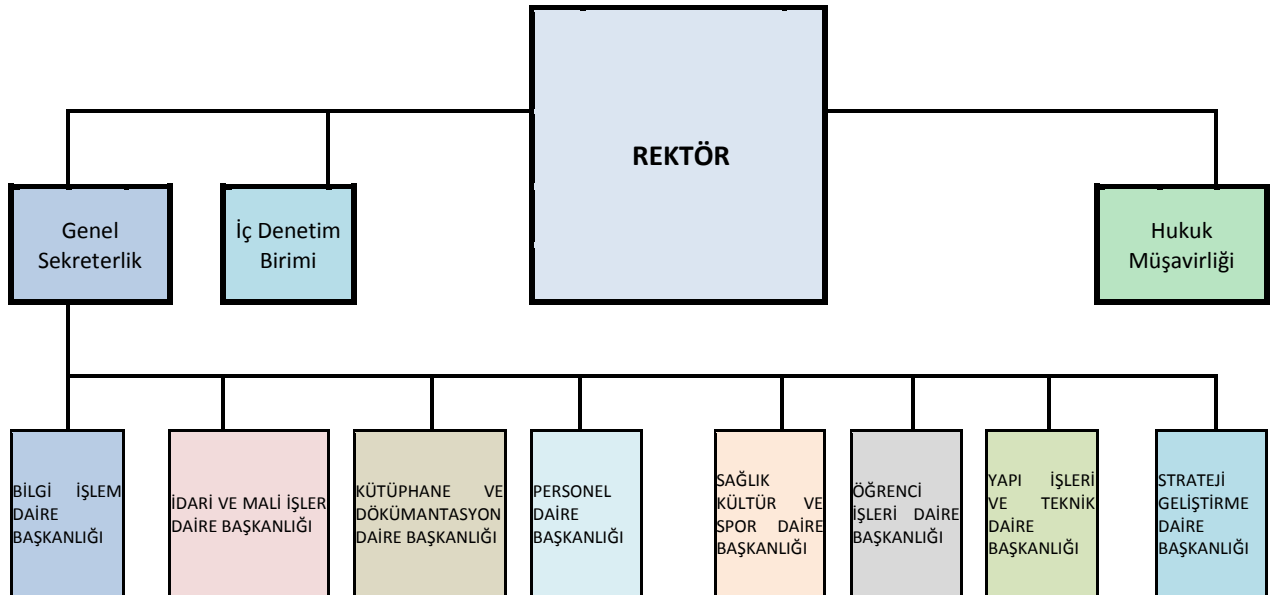 REKTÖR
Genel
Sekreterlik
İç Denetim
Birimi
Hukuk
Müşavirliği
BİLGİ İŞLEM
DAİRE
BAŞKANLIĞI
İDARİ VE MALİ İŞLER
DAİRE BAŞKANLIĞI
KÜTÜPHANE VE
DÖKÜMANTASYON
DAİRE BAŞKANLIĞI
PERSONEL
DAİRE
BAŞKANLIĞI
SAĞLIK
KÜLTÜR VE
SPOR DAİRE
BAŞKANLIĞI
ÖĞRENCİ
İŞLERİ DAİRE
BAŞKANLIĞI
YAPI İŞLERİ
VE TEKNİK
DAİRE
BAŞKANLIĞI
STRATEJİ
GELİŞTİRME
DAİRE
BAŞKANLIĞI